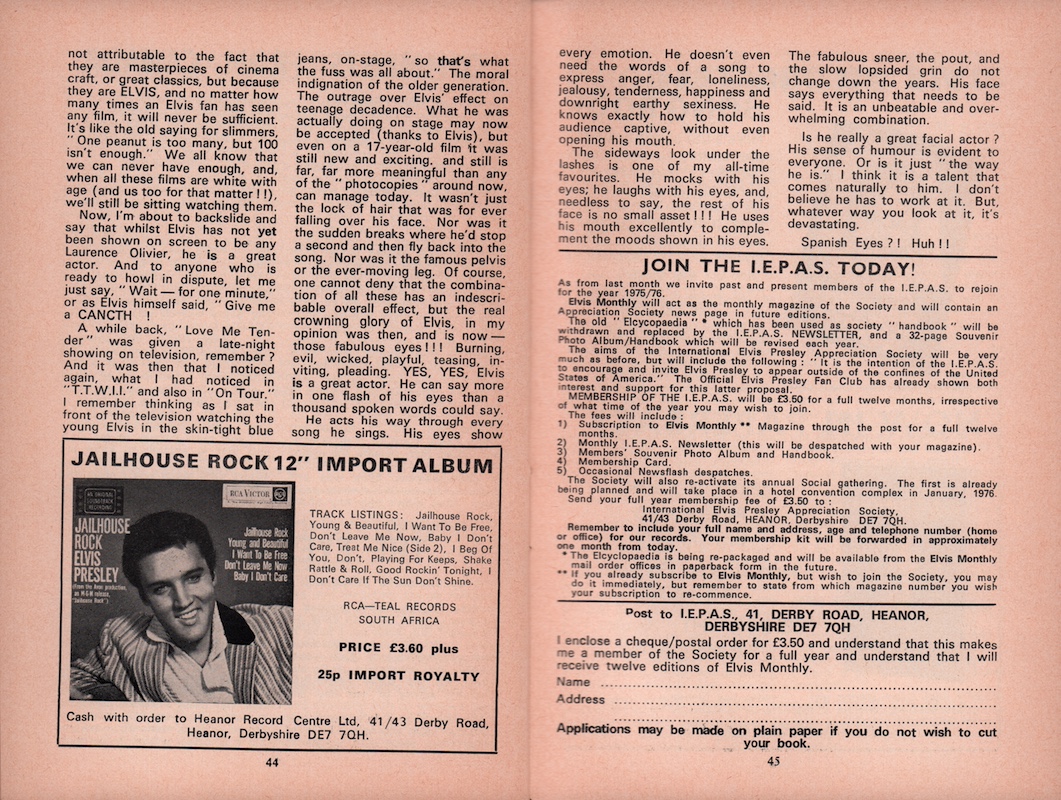 not attributable to the fact that
they are masterpieces of cinema
craft, or great classics, but because
they are ELVIS, and no matter how
many times an Elvis fan has seen
any film, it will never be sufficient.
It's like the old saying for slimmers,
" One peanut is too many, but 100
isn't enough." We all know that
we can never have enough, and,
when all these films are white with
age (and us too for that matter ! !),
we'll still be sitting watching them.
Now, I'm about to backslide and
say that whilst Elvis has not yet
been shown on screen to be any
Laurence Olivier, he is a great
actor. And to anyone who is
ready to howl in dispute, let me
just say, " Wait — for one minute,"
or as Elvis himself said, " Give me
a CANCTH !
A while back, " Love Me Ten-
der " was given a late-night
showing on television, remember ?
And it was then that I noticed
again, what I had noticed in
" T.T.W.I.I." and also in " On Tour."
I remember thinking as I sat in
front of the television watching the
young Elvis in the skin-tight blue
jeans, on-stage, " so that's what
the fuss was all about." The moral
indignation of the older generation.
The outrage over Elvis' effect on
teenage decadence. What he was
actually doing on stage may now
be accepted (thanks to Elvis), but
even on a 17-year-old film it was
still new and exciting, and still is
far, far more meaningful than any
of the " photocopies " around now,
can manage today. It wasn't just
the lock of hair that was for ever
falling over his face. Nor was it
the sudden breaks where he'd stop
a second and then fly back into the
song. Nor was it the famous pelvis
or the ever-moving leg. Of course,
one cannot deny that the combina-
tion of all these has an indescri-
bable overall effect, but the real
crowning glory of Elvis, in my
opinion was then, and is now —
those fabulous eyes ! ! ! Burning,
evil, wicked, playful, teasing, in-
viting, pleading. YES, YES, Elvis
is a great actor. He can say more
in one flash of his eyes than a
thousand spoken words could say.
He acts his way through every
song he sings. His eyes show
JAILHOUSE ROCK 12" IMPORT ALBUM
AN ORIGINAL
SOUNDTRACK
RECORDING
RCA VICTOR
JAILHOUSE
ROCK
ELVIS
PRESLEY
(from the Avon production,
an M-G-M release,
"Jailhouse Rock")
Jailhouse Rock
Young and Beautiful
I Want To Be Free
Don't Leave Me Now
Baby I Don't Care
TRACK LISTINGS: Jailhouse Rock,
Young & Beautiful, I Want To Be Free,
Don't Leave Me Now, Baby I Don't
Care, Treat Me Nice (Side 2), I Beg Of
You, Don't, Playing For Keeps, Shake
Rattle & Roll, Good Rockin' Tonight, I
Don't Care If The Sun Don't Shine.
RCA—TEAL RECORDS
SOUTH AFRICA
PRICE £3.60 plus
25p IMPORT ROYALTY
Cash with order to Heanor Record Centre Ltd, 41/43 Derby Road,
Heanor, Derbyshire DE7 7QH.
44
every emotion. He doesn't even
need the words of a song to
express anger, fear, loneliness,
jealousy, tenderness, happiness and
downright earthy sexiness. He
knows exactly how to hold his
audience captive, without even
opening his mouth.
The sideways look under the
lashes is one of my all-time
favourites. He mocks with his
eyes; he laughs with his eyes, and,
needless to say, the rest of his
face is no small asset ! ! ! He uses
his mouth excellently to comple-
ment the moods shown in his eyes.
The fabulous sneer, the pout, and
the slow lopsided grin do not
change down the years. His face
says everything that needs to be
said. It is an unbeatable and over-
whelming combination.
Is he really a great facial actor ?
His sense of humour is evident to
everyone. Or is it just " the way
he is." I think it is a talent that
comes naturally to him. I don't
believe he has to work at it. But,
whatever way you look at it, it's
devastating.
Spanish Eyes ? ! Huh ! !
JOIN THE I.E.P.A.S. TODAY!
As from last month we invite past and present members of the I.E.P.A.S. to rejoin
for the year 1975/76.
Elvis Monthly will act as the monthly magazine of the Society and will contain an
Appreciation Society news page in future editions.
The old " Elcycopaedia " * which has been used as society " handbook " will be
withdrawn and replaced by the I.E.P.A.S. NEWSLETTER, and a 32-page Souvenir
Photo Album/Handbook which will be revised each year.
The aims of the International Elvis Presley Appreciation Society will be very
much as before, but will include the following : " It is the intention of the I.E.P.A.S.
to encourage and invite Elvis Presley to appear outside of the confines of the United
States of America." The Official Elvis Presley Fan Club has already shown both
interest and support for this latter proposal.
MEMBERSHIP OF THE I.E.P.A.S. will be £3.50 for a full twelve months, irrespective
of what time of the year you may wish to join.
The fees will include :
1) Subscription to Elvis Monthly ** Magazine through the post for a full twelve
months.
2) Monthly I.E.P.A.S. Newsletter (this will be despatched with your magazine).
3) Members' Souvenir Photo Album and Handbook.
4) Membership Card.
5) Occasional Newsflash despatches.
The Society will also re-activate its annual Social gathering. The first is already
being planned and will take place in a hotel convention complex in January, 1976.
Send your full year membership fee of £3.50 to :
International Elvis Presley Appreciation Society,
41/43 Derby Road, HEANOR, Derbyshire DE7 7QH.
Remember to include your full name and address, age and telephone number (home
or office) for our records. Your membership kit will be forwarded in approximately
one month from today.
* The Elcyclopaedia is being re-packaged and will be available from the Elvis Monthly
mail order offices in paperback form in the future.
** If you already subscribe to Elvis Monthly, but wish to join the Society, you may
do it immediately, but remember to state from which magazine number you wish
your subscription to re-commence.
Post to I.E.P.A.S., 41, DERBY ROAD, HEANOR,
DERBYSHIRE DE7 7QH
I enclose a cheque/postal order for £3.50 and understand that this makes
me a member of the Society for a full year and understand that I will
receive twelve editions of Elvis Monthly.
Name
Address
Applications may be made on plain paper if you do not wish to cut
your book.
45